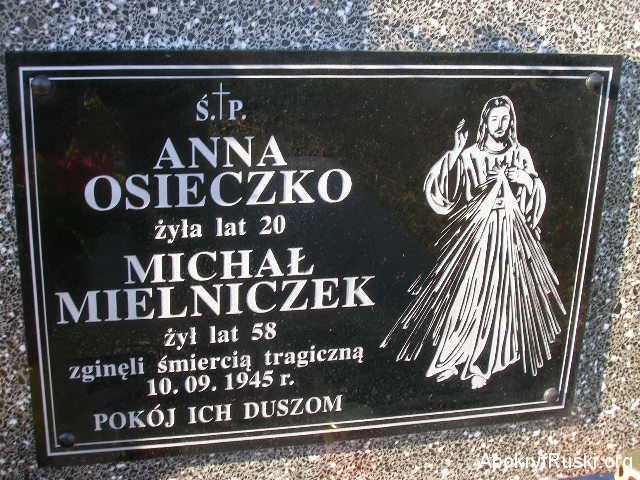 Ś.†P.
ANNA
OSIECZKO
żyła lat 20
MICHAŁ
MIELNICZEK
żył lat 58
zginęli śmiercią tragiczną
10. 09. 1945 r.
POKÓJ ICH DUSZOM
ApokryfRuski.org